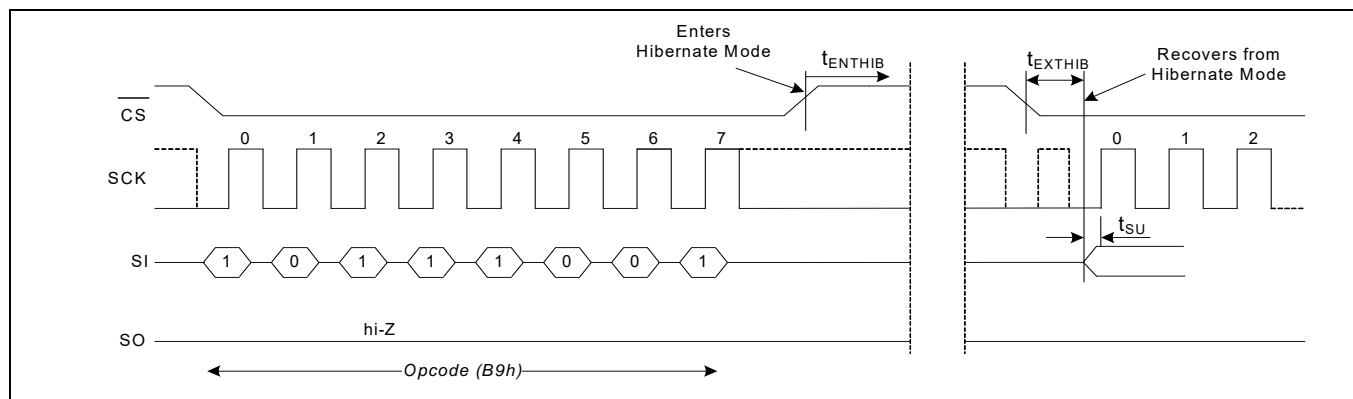 Enters
Hibernate Mode
tENTHIB
tEXTHIB
Recovers from
Hibernate Mode
CS
0 1 2 3 4 5 6 7 0 1 2
SCK
tSU
SI 1 0 1 1 1 0 0 1
hi-Z
SO
Opcode (B9h)